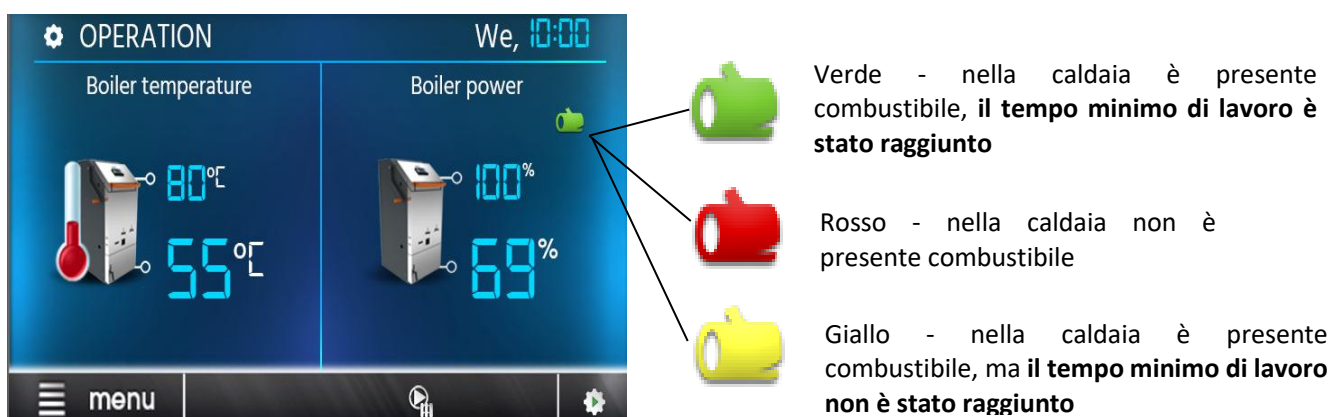 OPERATION
We, 10:00
Boiler temperature
Boiler power
80°C
55°C
100%
69%
menu
Verde - nella caldaia è presente
combustibile, il tempo minimo di lavoro è
stato raggiunto
Rosso - nella caldaia non è
presente combustibile
Giallo - nella caldaia è presente
combustibile, ma il tempo minimo di lavoro
non è stato raggiunto